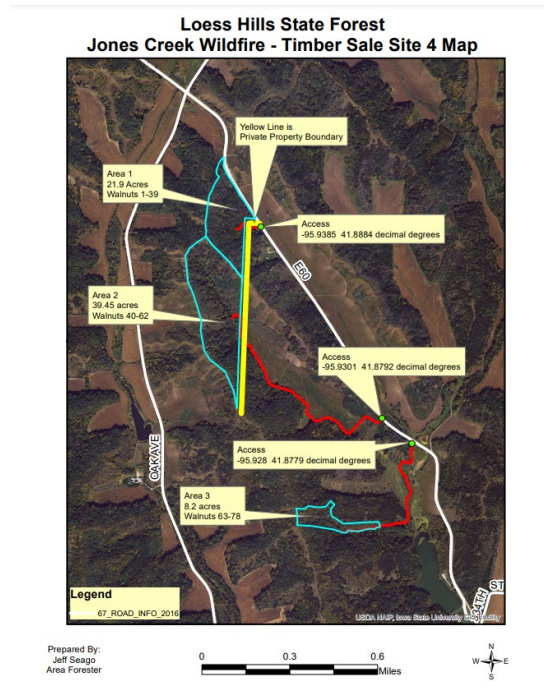 Loess Hills State Forest
Jones Creek Wildfire - Timber Sale Site 4 Map
Yellow Line is
Private Property Boundary
Area 1
21.9 Acres
Walnuts 1-39
Access
-95.9385 41.8884 decimal degrees
E60
Area 2
39.45 acres
Walnuts 40-62
Access
-95.9301 41.8792 decimal degrees
OAK AVE
Access
-95.928 41.8779 decimal degrees
Area 3
8.2 acres
Walnuts 63-78
Legend
67_ROAD_INFO_2016
34TH ST
USDA NAIP, Iowa State University GIS Facility
Prepared By:
Jeff Seago
Area Forester
0 0.3 0.6
Miles
N
W E
S